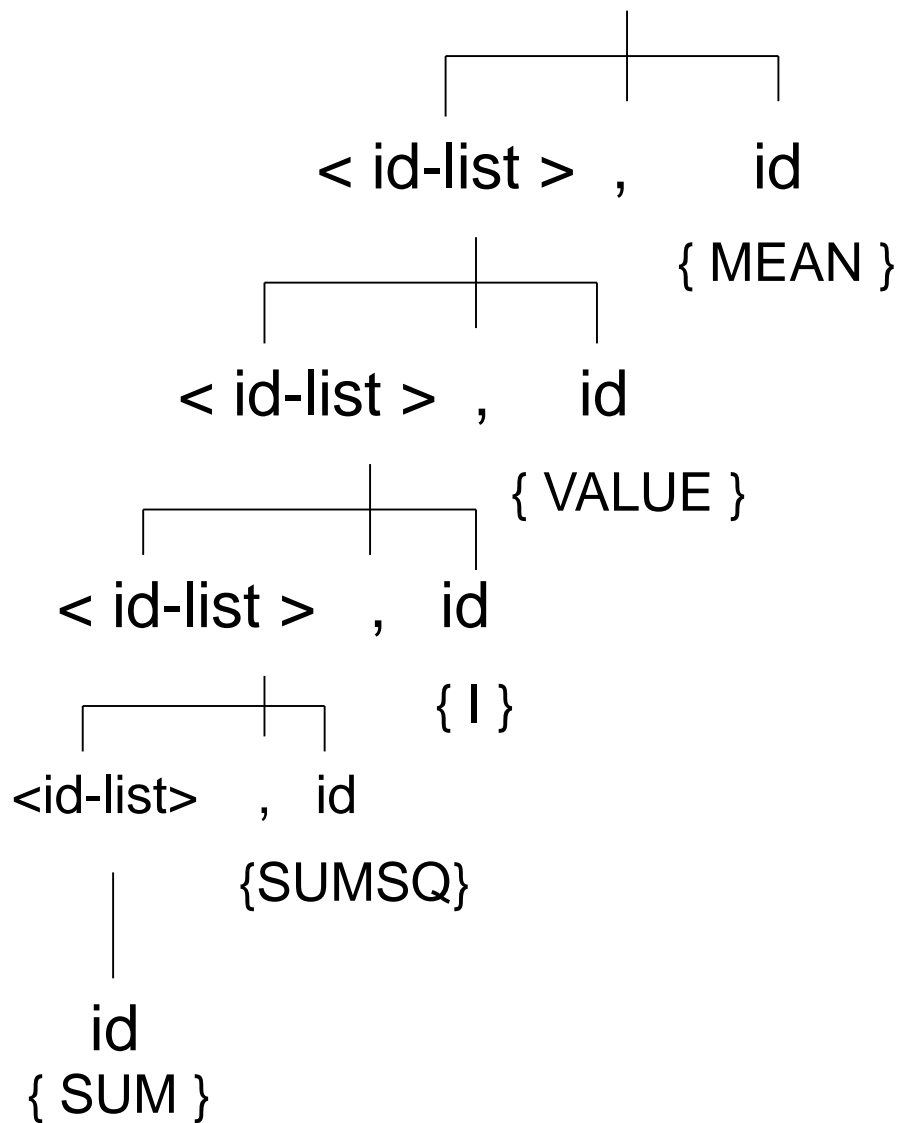 < id-list > , id
{ MEAN }
< id-list > , id
{ VALUE }
< id-list > , id
{ I }
<id-list> , id
{SUMSQ}
id
{ SUM }